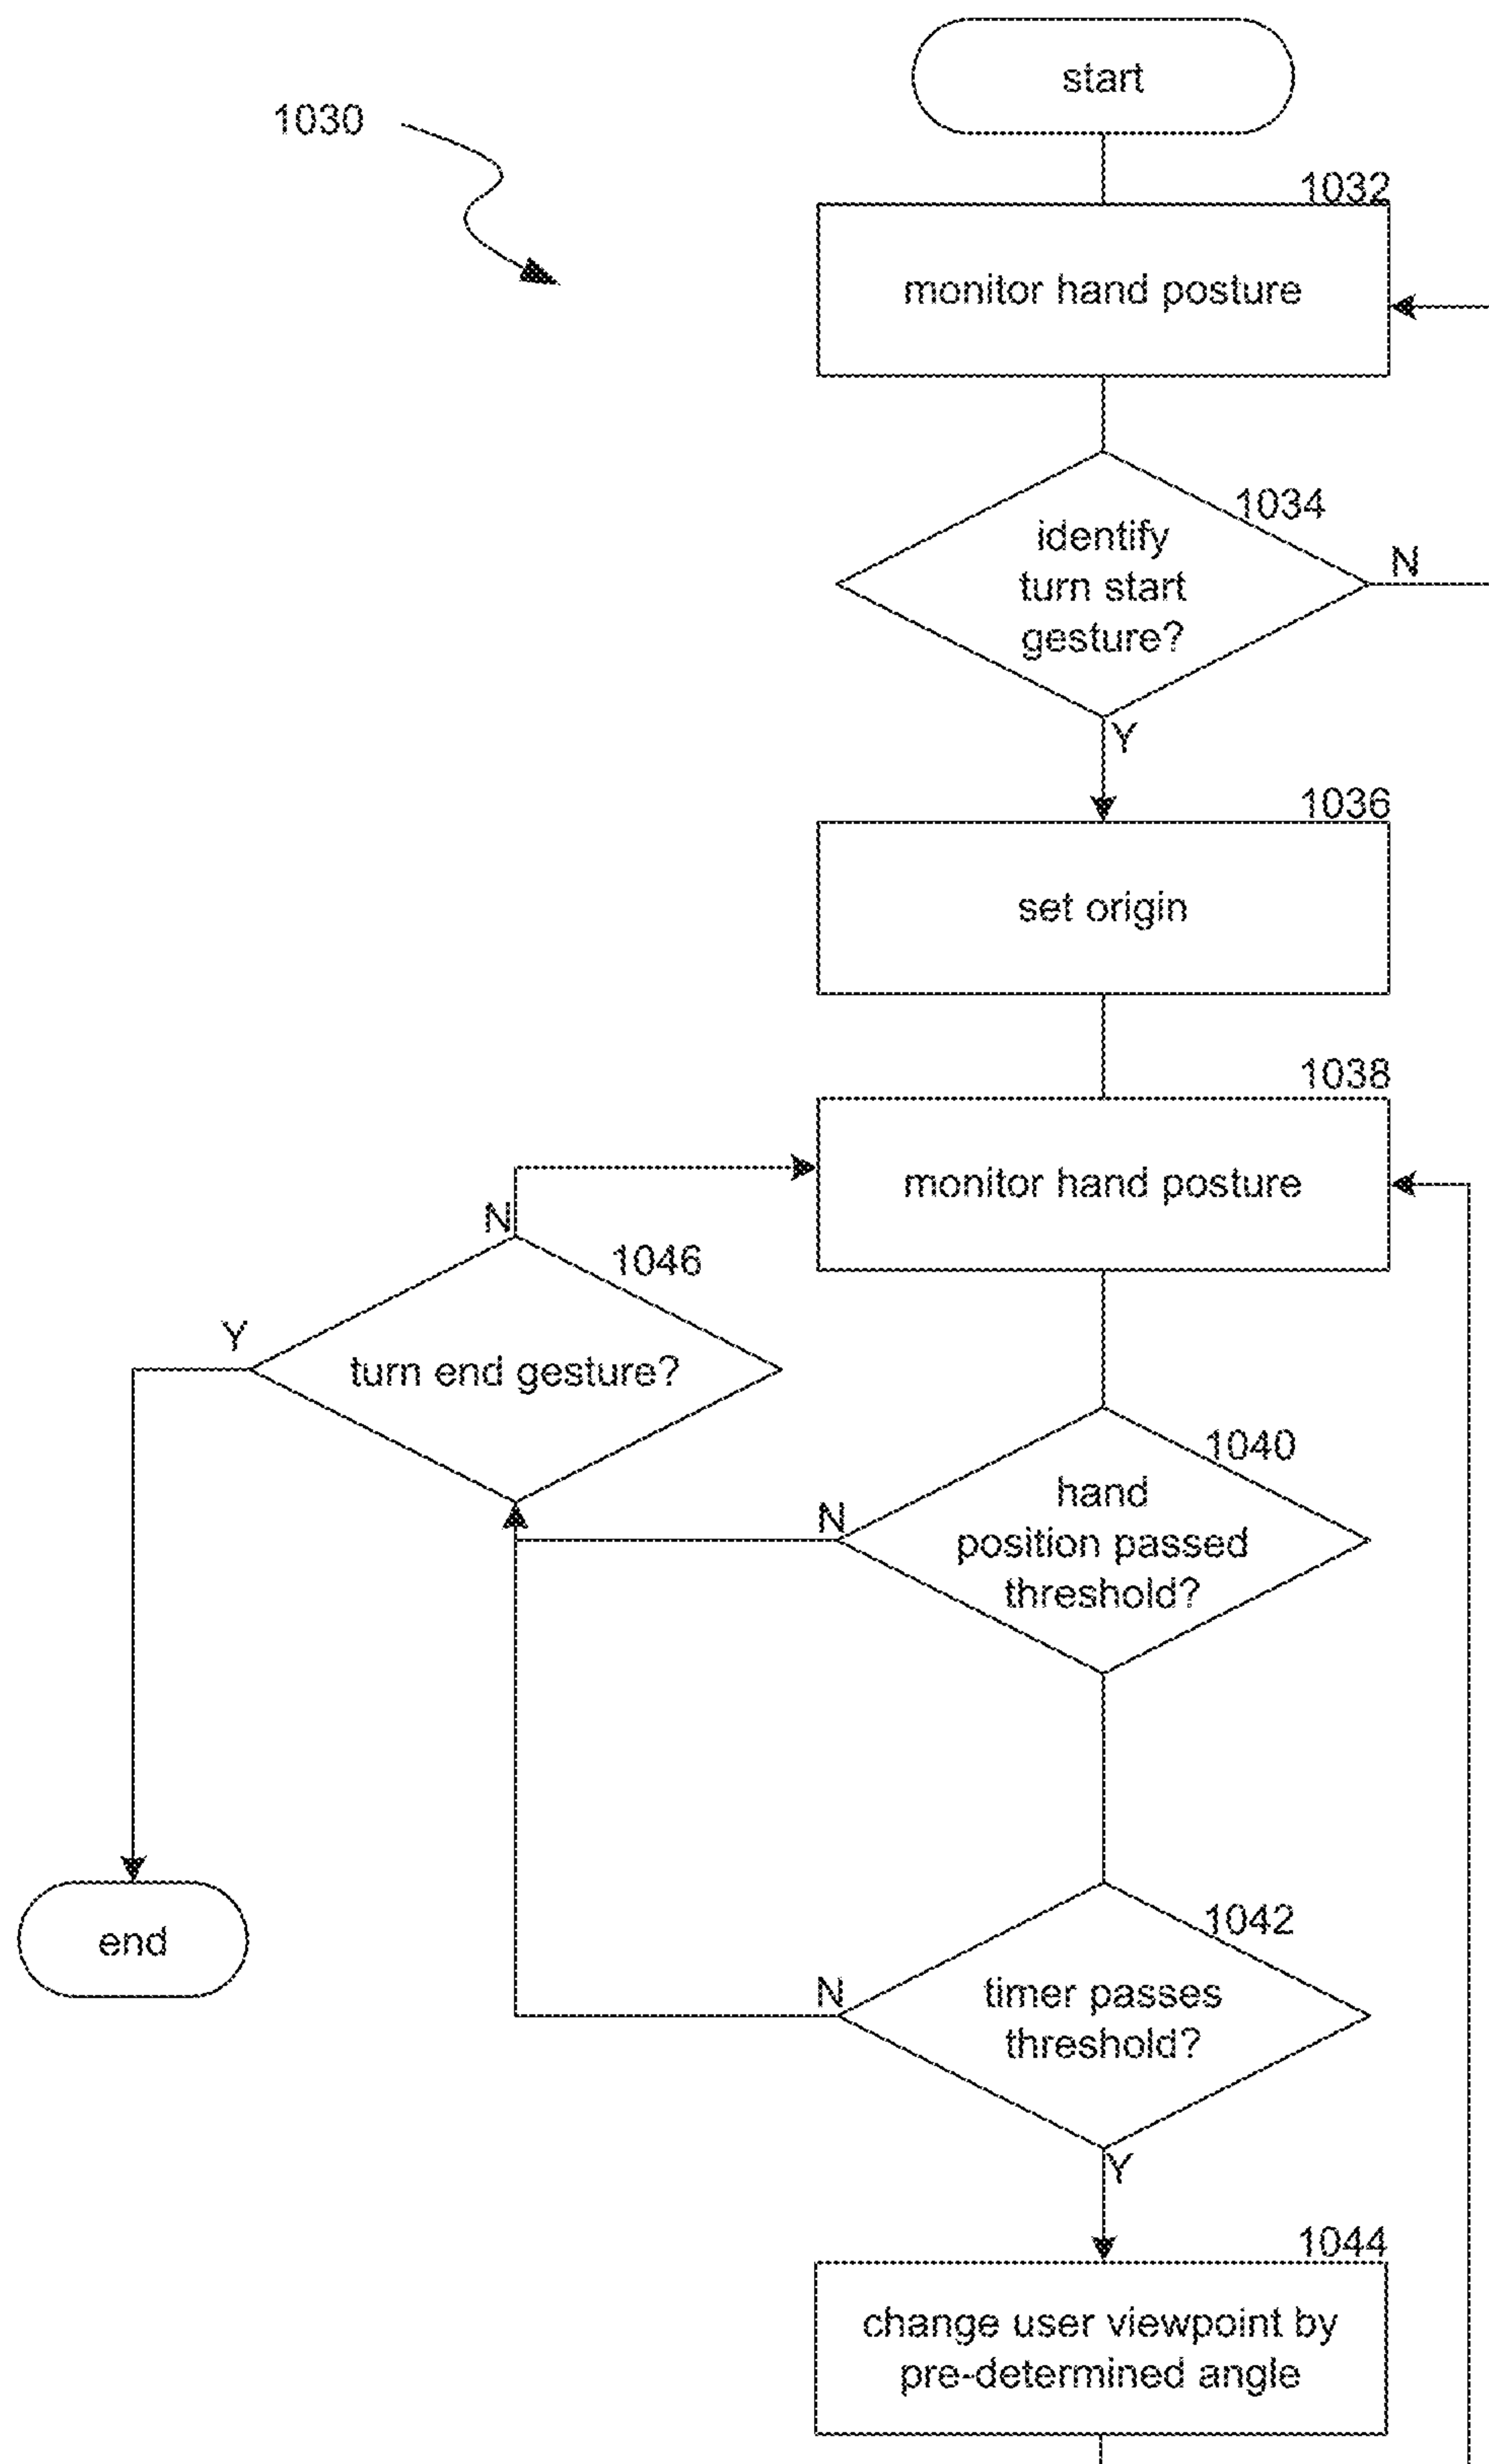 start
1030
1032
monitor hand posture
1034
identify
turn start
gesture?
N
Y
1036
set origin
1038
monitor hand posture
N
1046
Y
turn end gesture?
1040
hand
position passed
threshold?
N
1042
end
timer passes
threshold?
N
Y
1044
change user viewpoint by
pre-determined angle